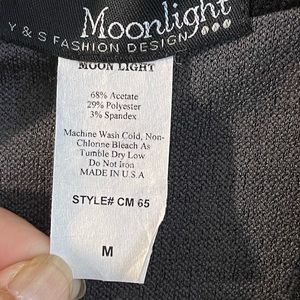 Moonlight
Y & S FASHION DESIGN
MOON LIGHT
68% Acetate
29% Polyester
3% Spandex
Machine Wash Cold, Non-
Chlorine Bleach As
Tumble Dry Low
Do Not Iron
MADE IN U.S.A
STYLE# CM 65
M